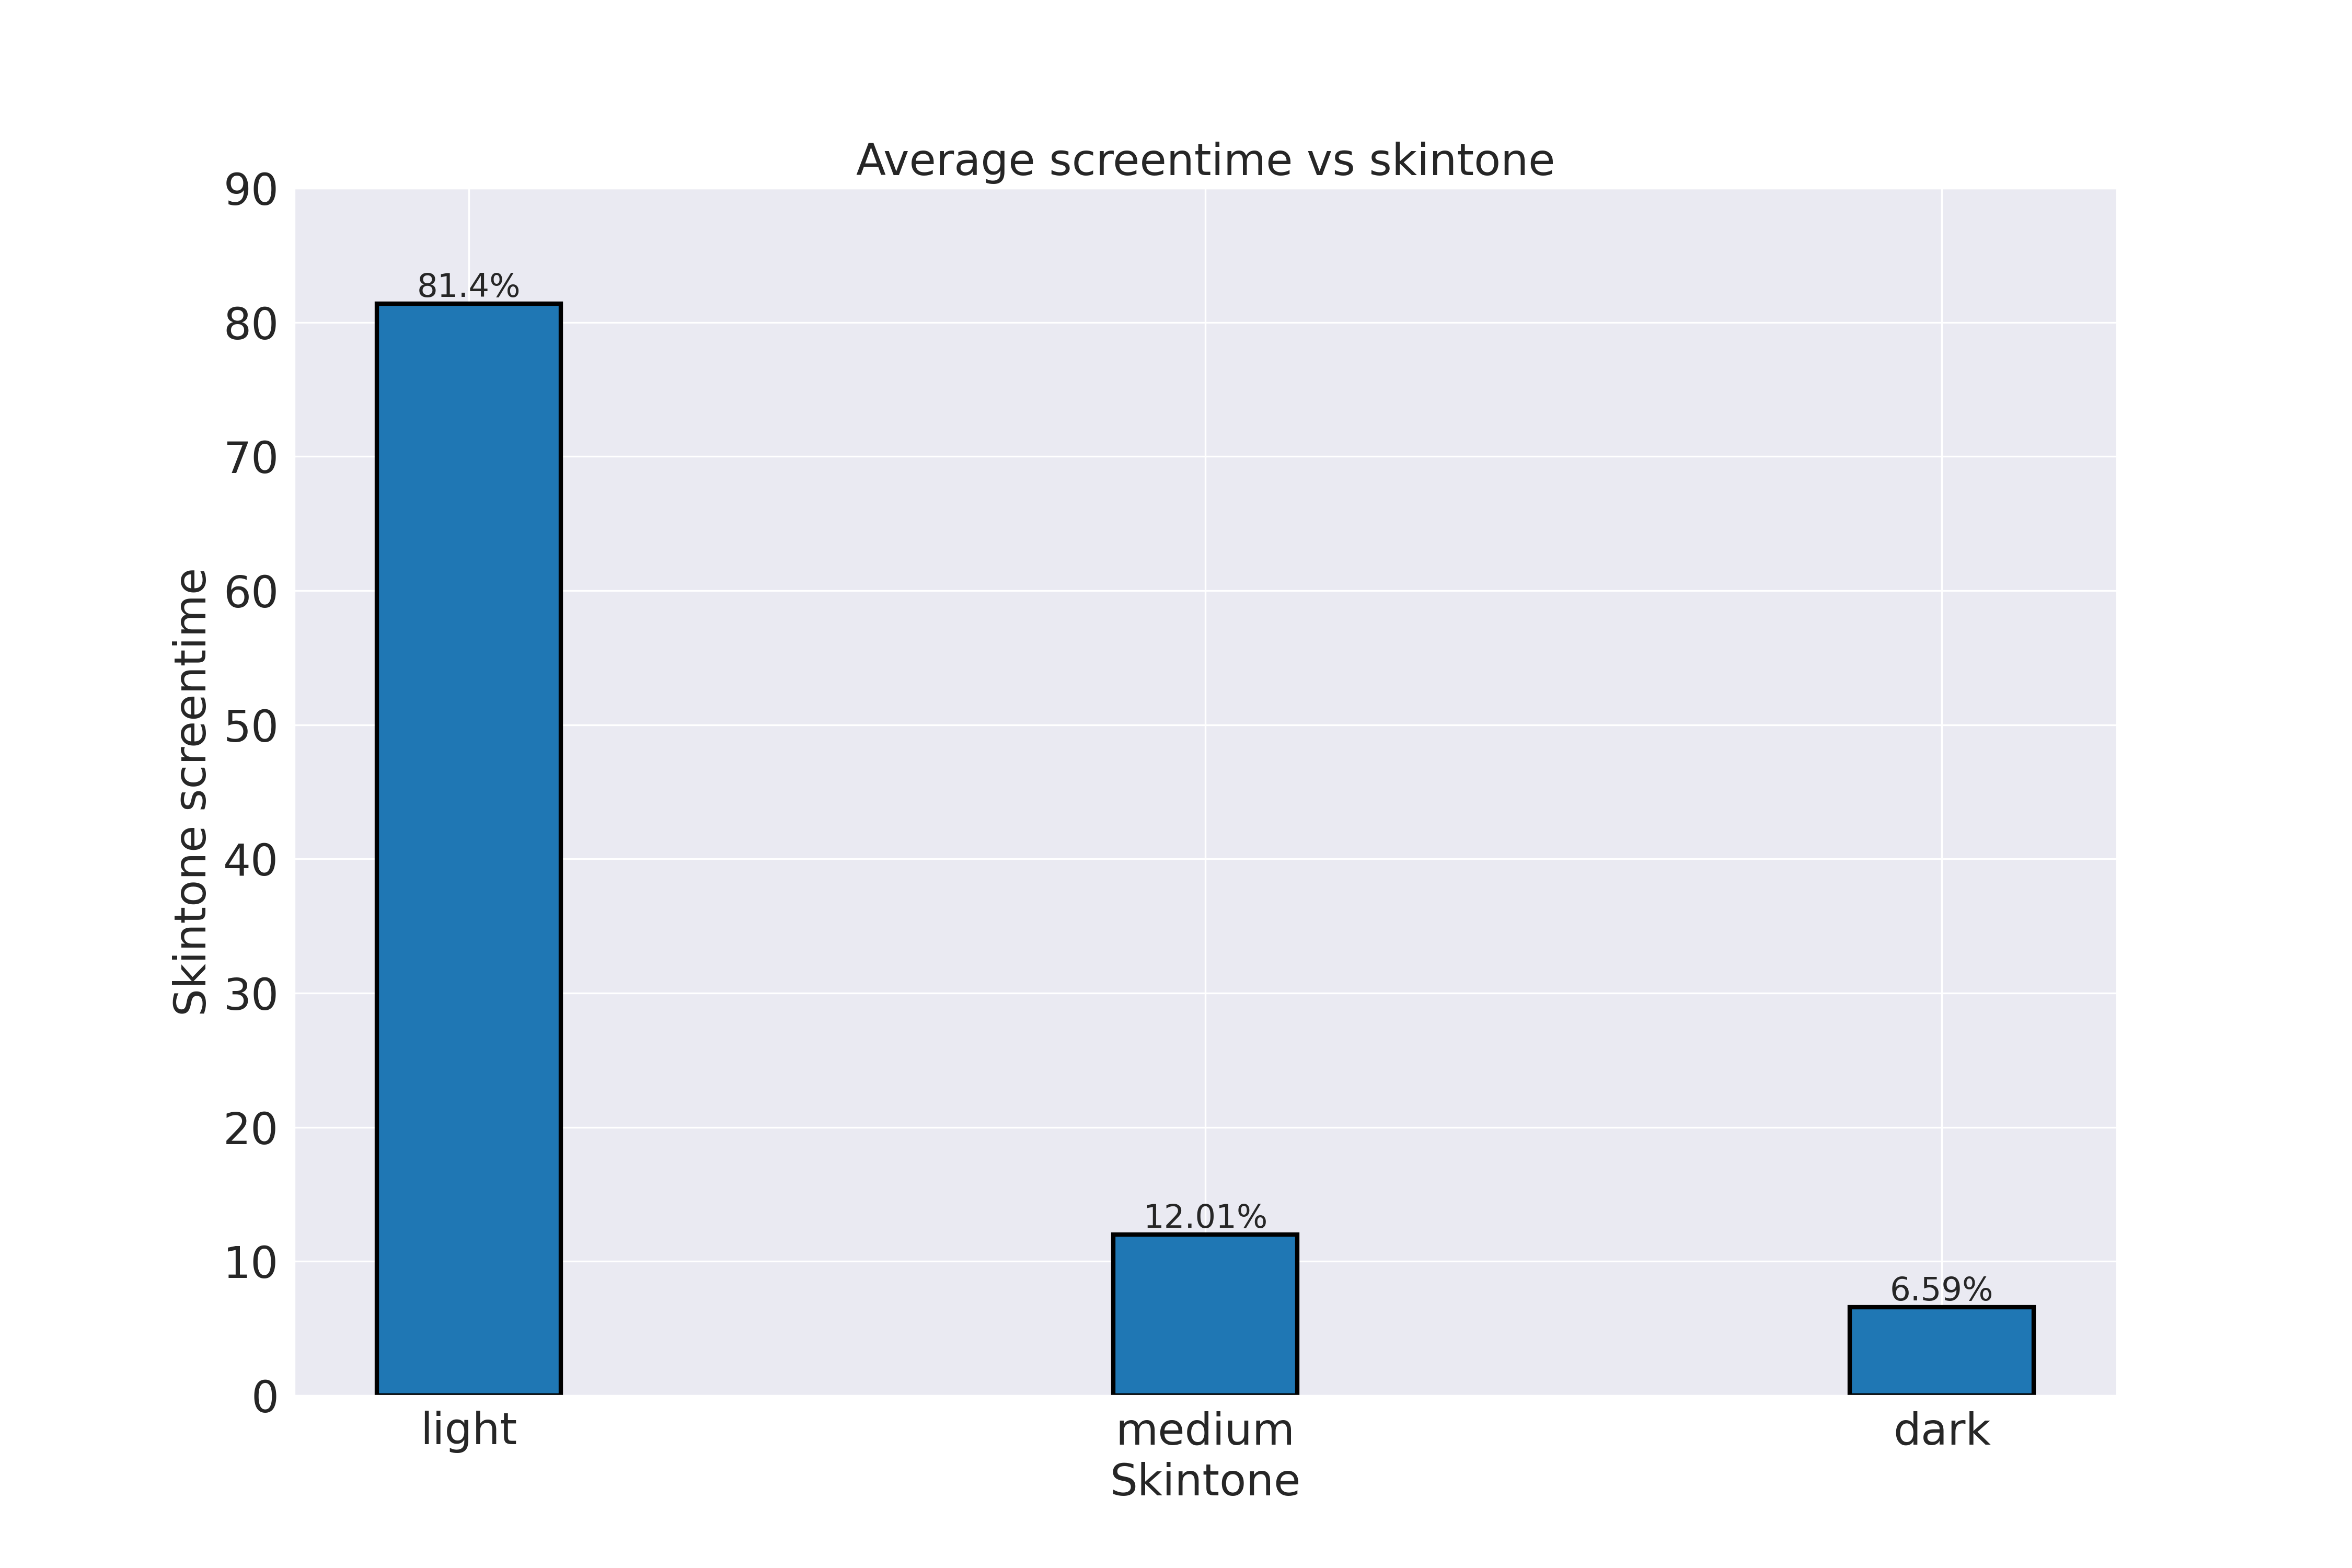 Average screentime vs skintone
90
80
70
60
50
40
30
20
10
0
Skintone screentime
81.4%
12.01%
6.59%
light
medium
dark
Skintone